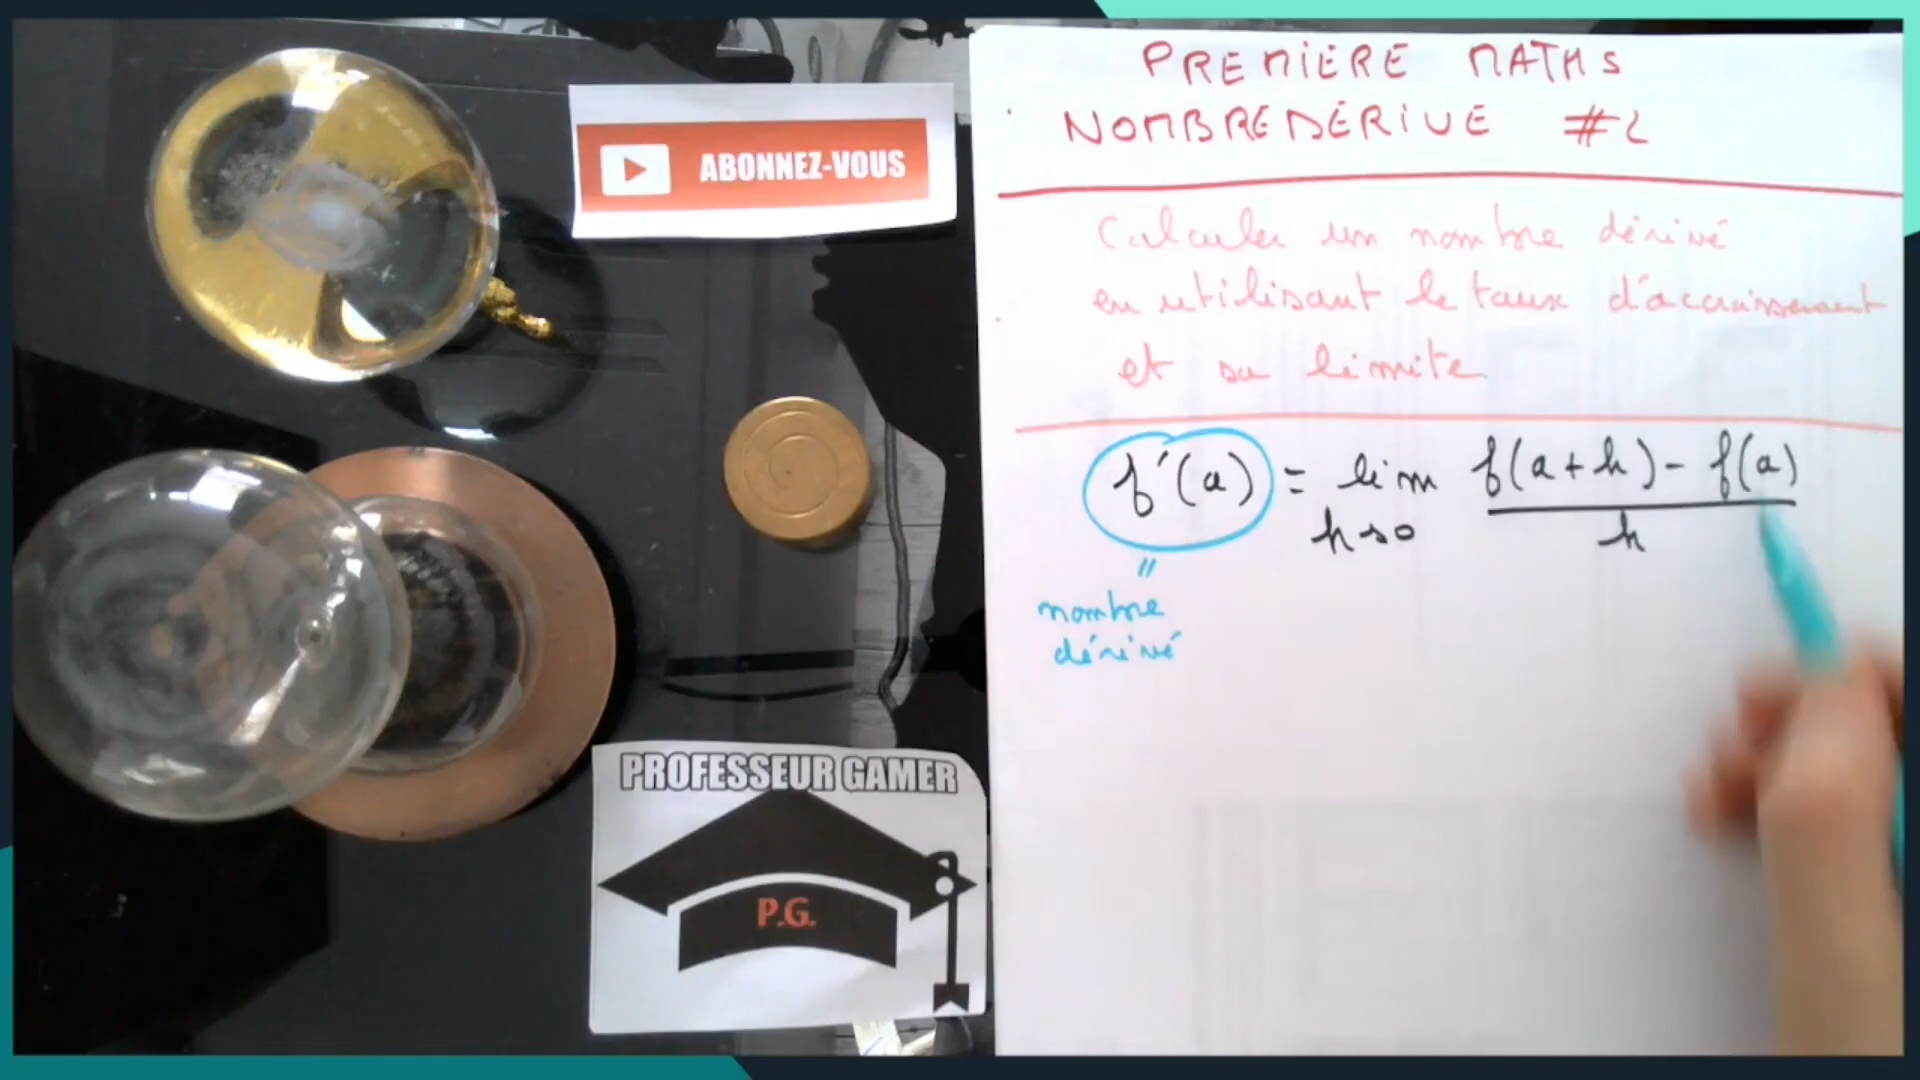 ABONNEZ-VOUS
PROFESSEUR GAMER
P.G.
PREMIERE MATHS
NOMBRE DERIVE #2
Calculer un nombre dérivé
en utilisant le taux d'accroissement
et sa limite
f'(a) = lim f(a+h) - f(a)
h→0 h
"
nombre
dérivé